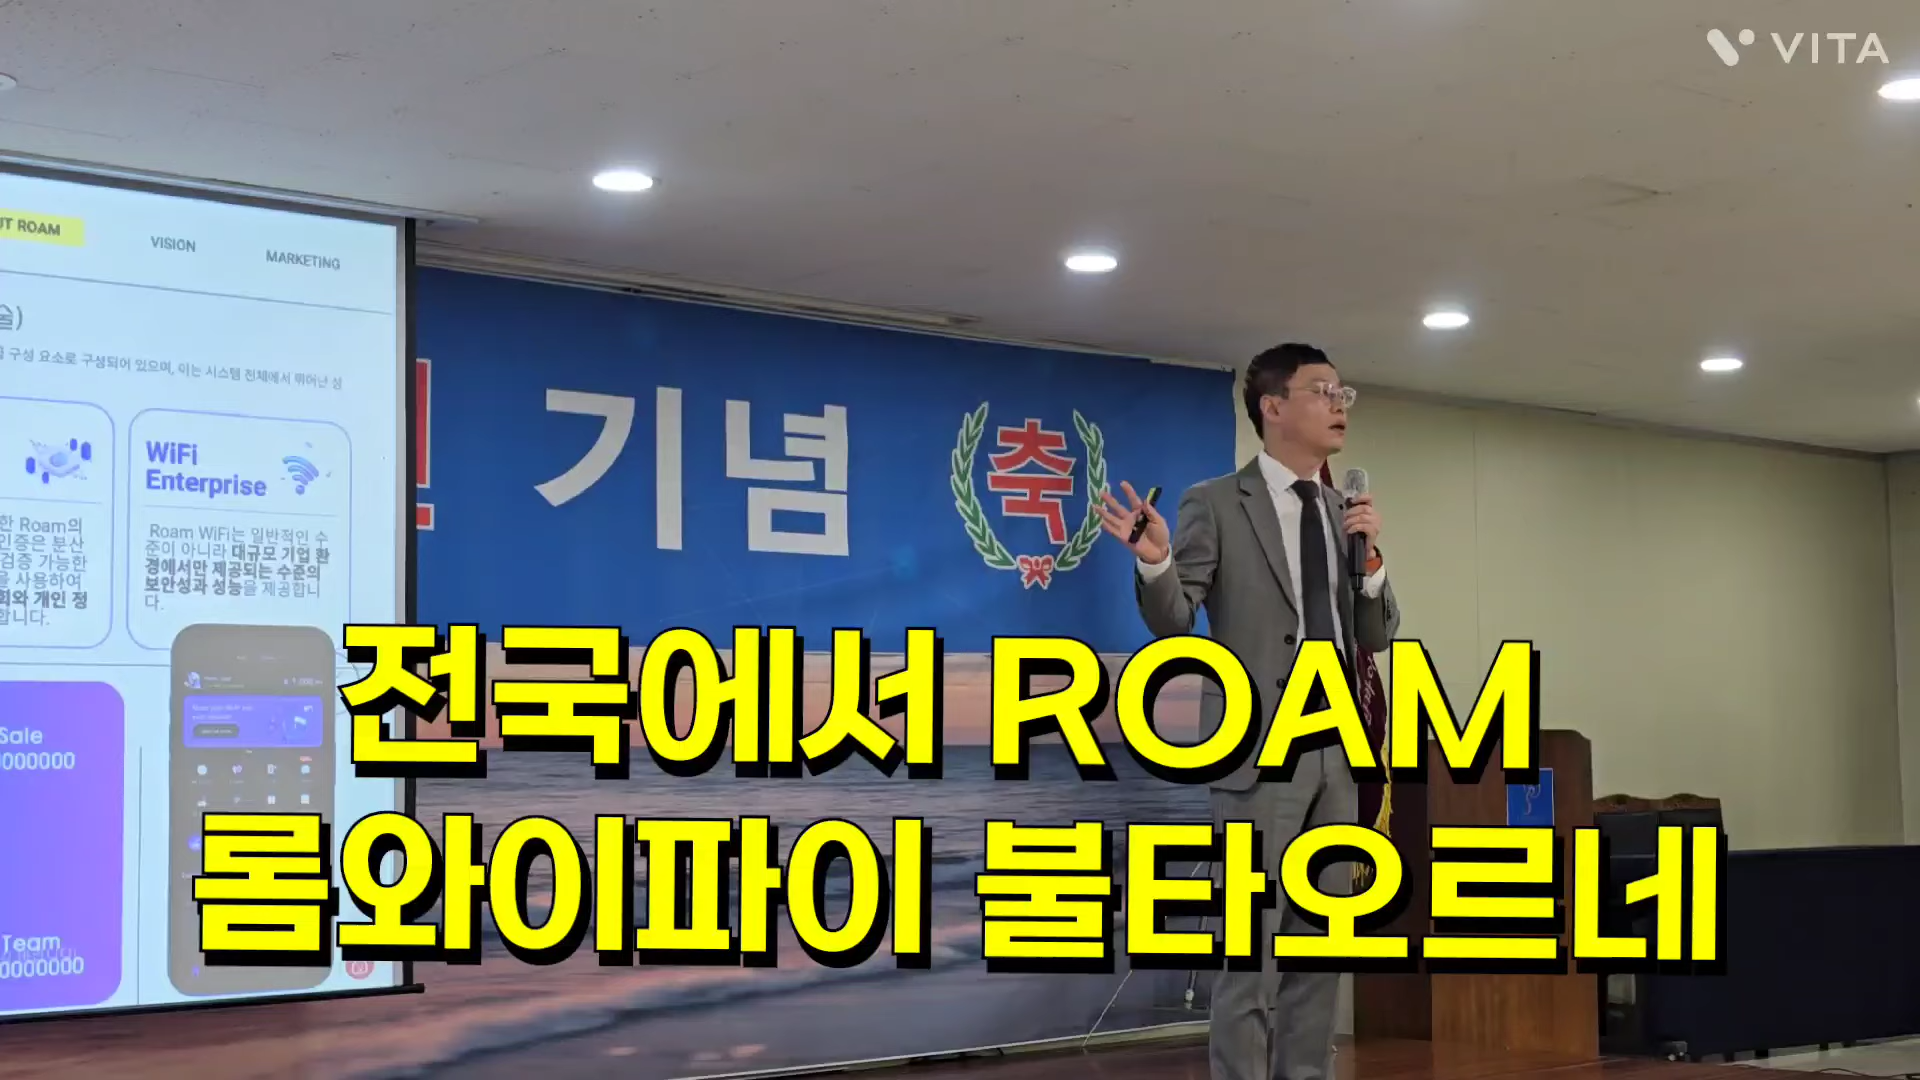 VITA
UT ROAM
VISION
MARKETING
술)
구성 요소로 구성되어 있으며, 이는 시스템 전체에서 뛰어난 성
기념
축
WiFi
Enterprise
한 Roam의
인증은 분산
검증 가능한
을 사용하여
회와 개인 정
합니다.
Roam WiFi는 일반적인 수
준이 아니라 대규모 기업 환
경에서만 제공되는 수준의
보안성과 성능을 제공합니
다.
Sale
000000
Team
0000000
전국에서 ROAM
롬와이파이 불타오르네